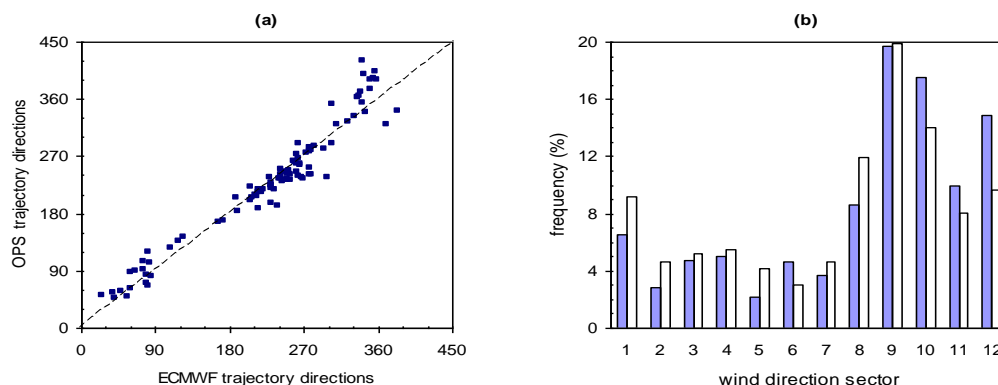 (a)
450
360
270
180
90
0
OPS trajectory directions
0 90 180 270 360 450
ECMWF trajectory directions
(b)
20
16
12
8
4
0
frequency (%)
1 2 3 4 5 6 7 8 9 10 11 12
wind direction sector